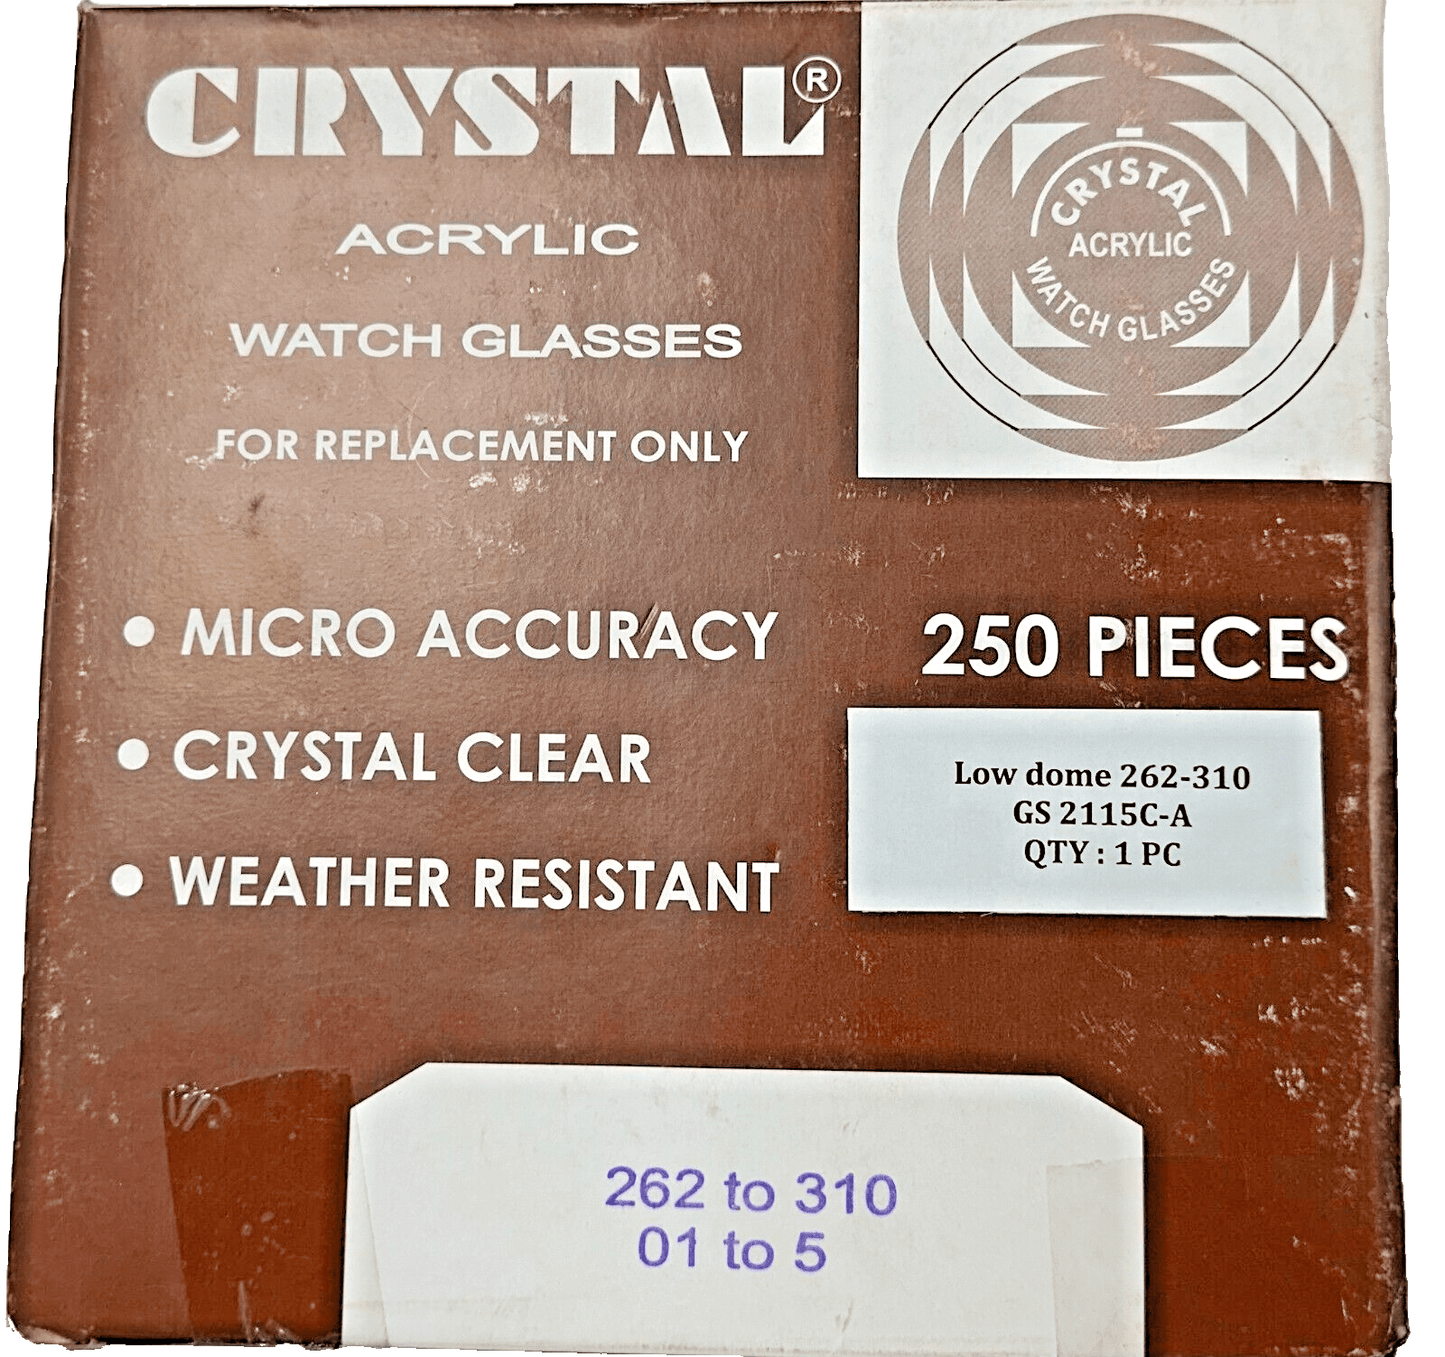 CRYSTAL®
ACRYLIC
WATCH GLASSES
FOR REPLACEMENT ONLY
CRYSTAL
ACRYLIC
WATCH GLASSES
• MICRO ACCURACY
• CRYSTAL CLEAR
• WEATHER RESISTANT
250 PIECES
Low dome 262-310
GS 2115C-A
QTY : 1 PC
262 to 310
01 to 5